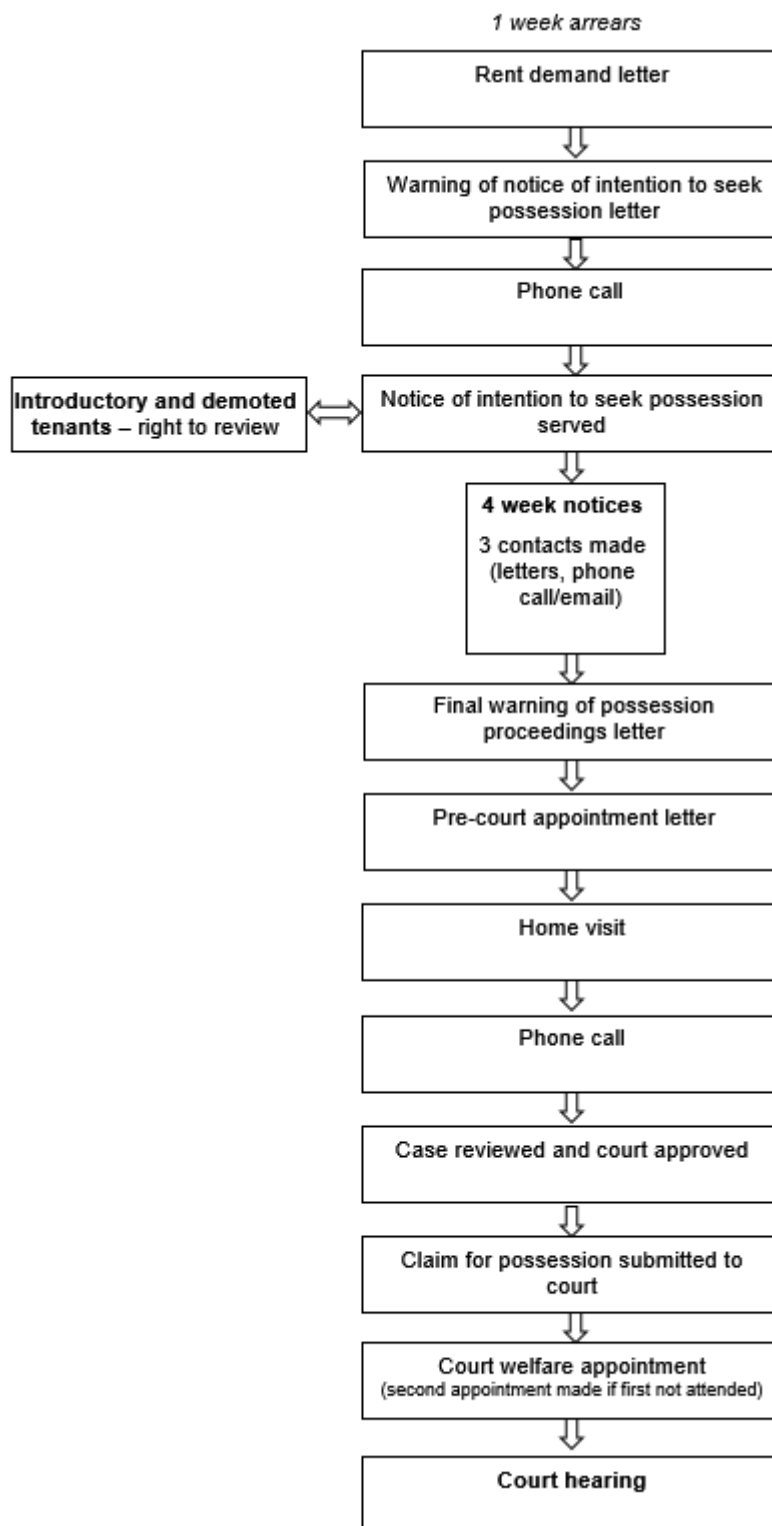 1 week arrears
Rent demand letter
Warning of notice of intention to seek
possession letter
Phone call
Introductory and demoted
tenants – right to review
Notice of intention to seek possession
served
4 week notices
3 contacts made
(letters, phone
call/email)
Final warning of possession
proceedings letter
Pre-court appointment letter
Home visit
Phone call
Case reviewed and court approved
Claim for possession submitted to
court
Court welfare appointment
(second appointment made if first not attended)
Court hearing